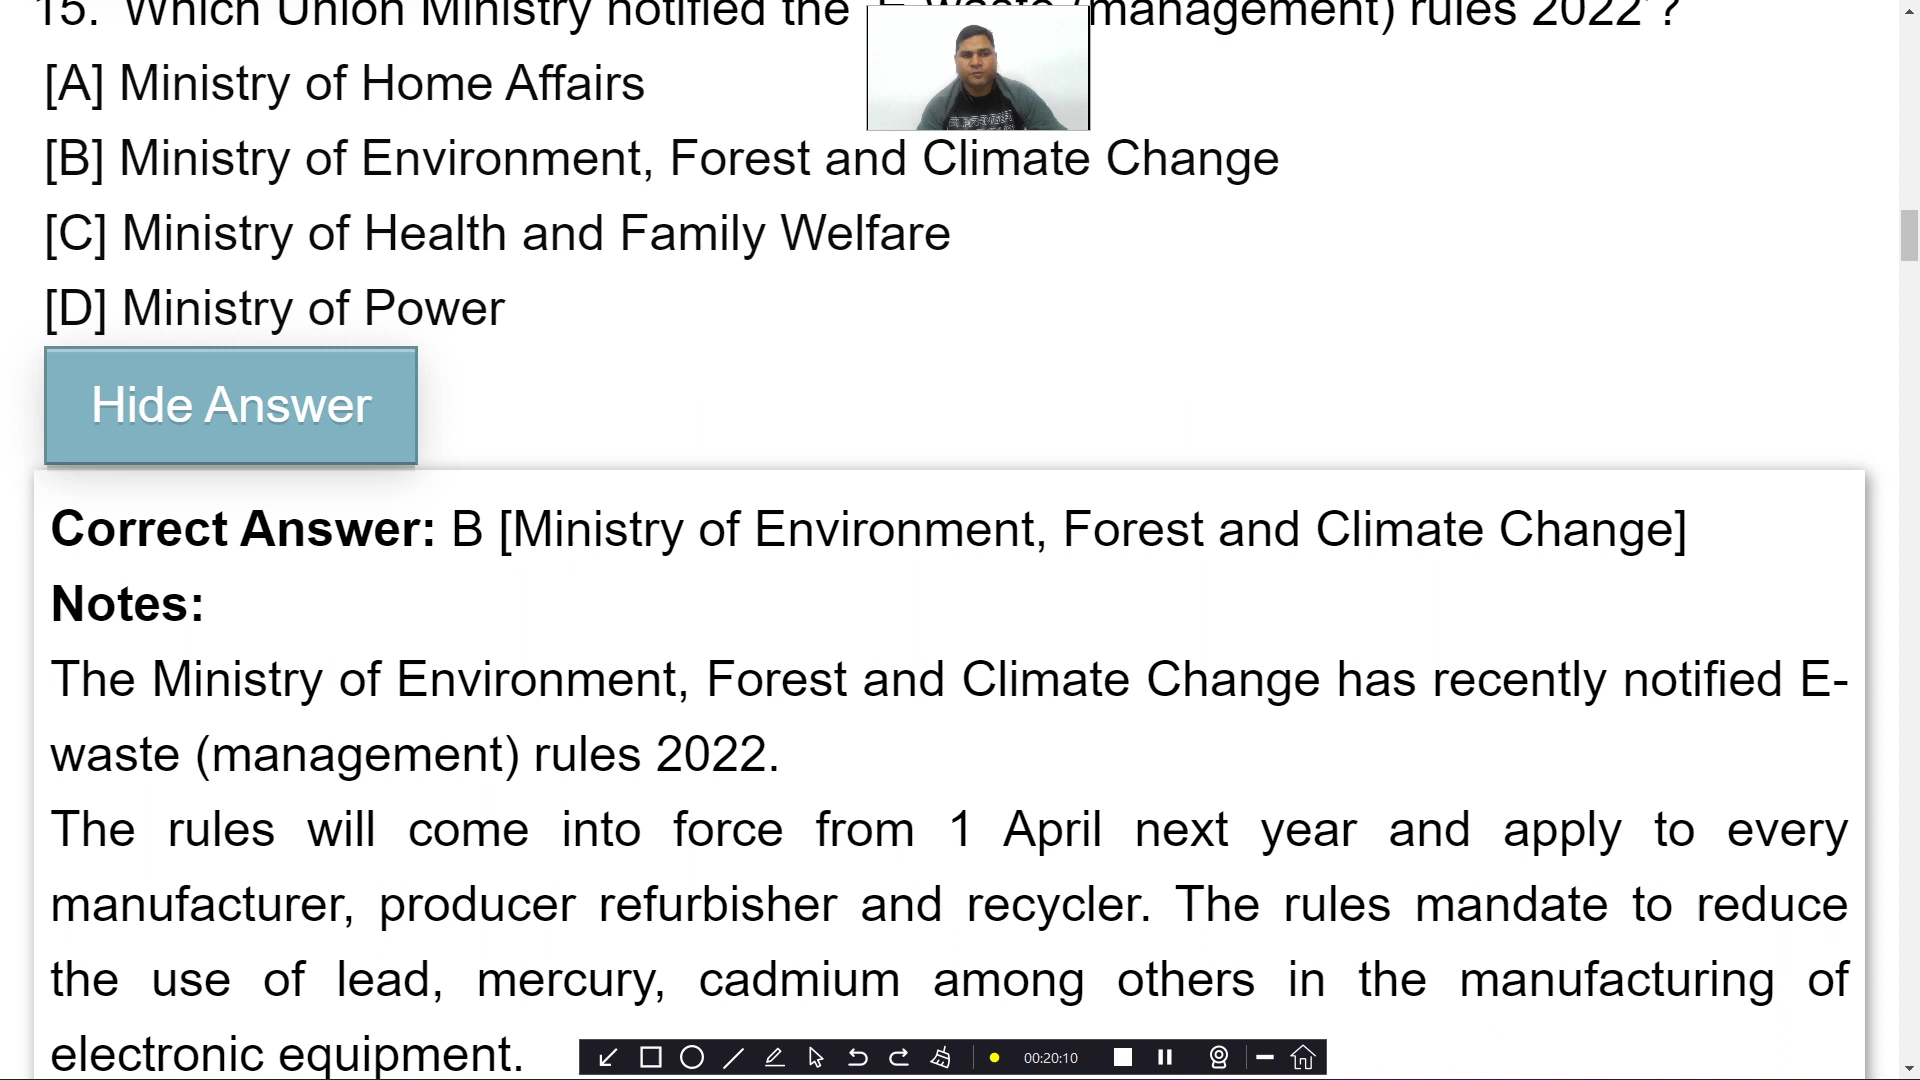 15. Which Union Ministry notified the 'E-waste (management) rules 2022'?
[A] Ministry of Home Affairs
[B] Ministry of Environment, Forest and Climate Change
[C] Ministry of Health and Family Welfare
[D] Ministry of Power
Hide Answer
Correct Answer: B [Ministry of Environment, Forest and Climate Change]
Notes:
The Ministry of Environment, Forest and Climate Change has recently notified E-
waste (management) rules 2022.
The rules will come into force from 1 April next year and apply to every
manufacturer, producer refurbisher and recycler. The rules mandate to reduce
the use of lead, mercury, cadmium among others in the manufacturing of
electronic equipment.
00:20:10